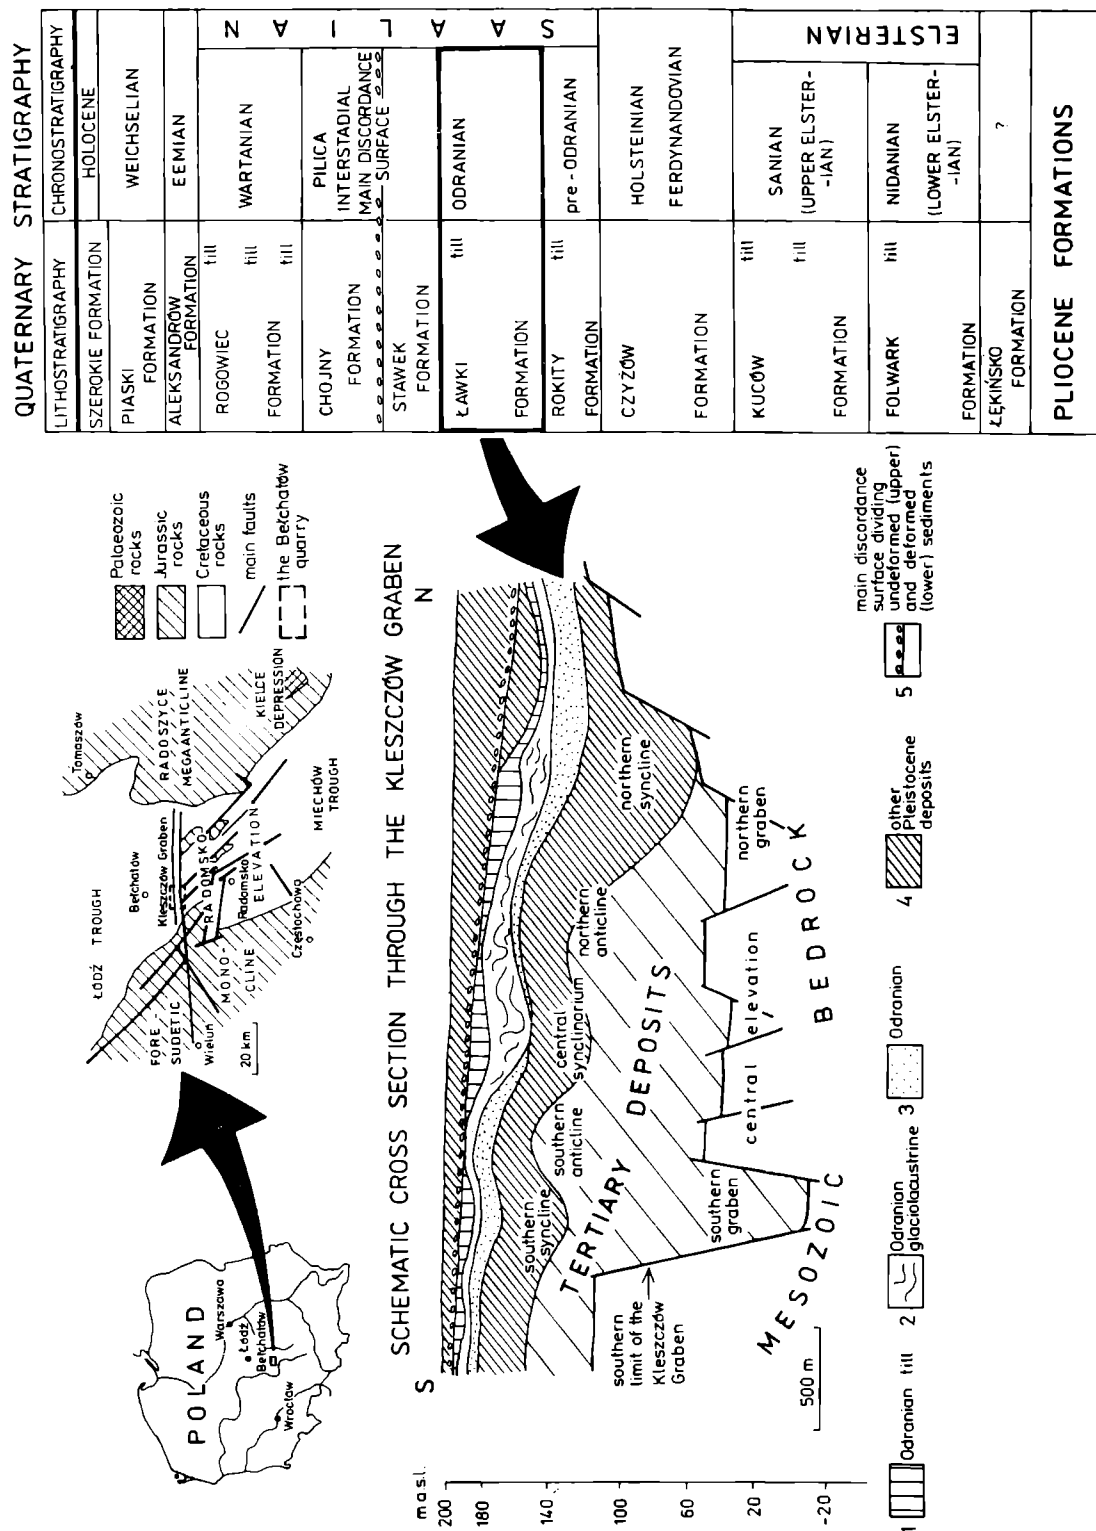 POLAND
Warszawa
Łódź
Bełchatów
Wrocław
ŁÓDŹ TROUGH
Tomaszów
Bełchatów
Kleszczów Graben
RADOSZYCE
MEGAANTICLINE
FORE-
SUDETIC
MONO-
CLINE
Wieluń
RADOMSKO
Radomsko
ELEVATION
Częstochowa
KIELCE
DEPRESSION
MIECHÓW
TROUGH
20 km
Palaeozoic
rocks
Jurassic
rocks
Cretaceous
rocks
main faults
the Bełchatów
quarry
QUATERNARY STRATIGRAPHY
LITHOSTRATIGRAPHY CHRONOSTRATIGRAPHY
SZEROKIE FORMATION HOLOCENE
PIASKI
FORMATION
WEICHSELIAN
ALEKSANDRÓW
FORMATION
EEMIAN
ROGOWIEC
FORMATION
till
till
till
WARTANIAN
CHOJNY
FORMATION
PILICA
INTERSTADIAL
MAIN DISCORDANCE
SURFACE
STAWEK
FORMATION
ŁAWKI
FORMATION
till
ODRANIAN
ROKITY
FORMATION
till
pre-ODRANIAN
SAALIAN
CZYŻÓW
FORMATION
HOLSTEINIAN
FERDYNANDOVIAN
KUCÓW
FORMATION
till
till
SANIAN
(UPPER ELSTER-
-IAN)
FOLWARK
FORMATION
till
NIDANIAN
(LOWER ELSTER-
-IAN)
ELSTERIAN
ŁĘKIŃSKO
FORMATION
?
PLIOCENE FORMATIONS
SCHEMATIC CROSS SECTION THROUGH THE KLESZCZÓW GRABEN
S N
m a.s.l.
200
180
140
100
60
20
-20
southern
syncline
southern
anticline
central
synclinorium
northern
anticline
northern
syncline
TERTIARY DEPOSITS
southern
limit of the
Kleszczów
Graben
southern
graben
central elevation
northern
graben
MESOZOIC BEDROCK
500 m
1 Odranian till
2 Odranian
glaciolacustrine
3 Odranian
4 other
Pleistocene
deposits
5 main discordance
surface dividing
undeformed (upper)
and deformed
(lower) sediments